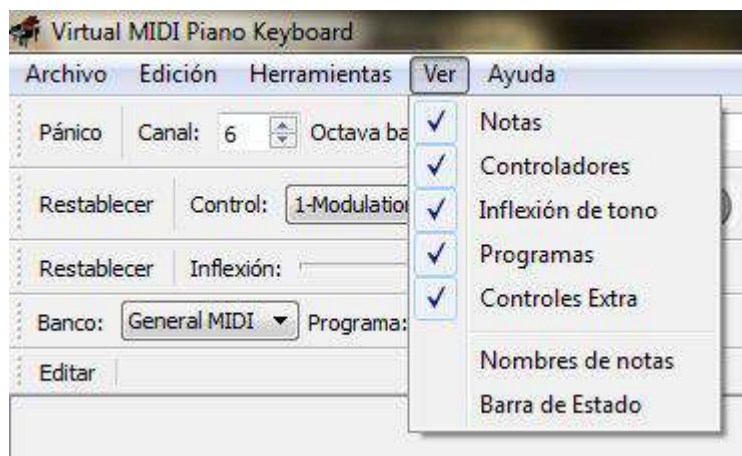 Virtual MIDI Piano Keyboard
Archivo Edición Herramientas Ver Ayuda
Pánico Canal: 6 Octava ba
Restablecer Control: 1-Modulation
Restablecer Inflexión:
Banco: General MIDI Programa:
Editar
Notas
Controladores
Inflexión de tono
Programas
Controles Extra
Nombres de notas
Barra de Estado